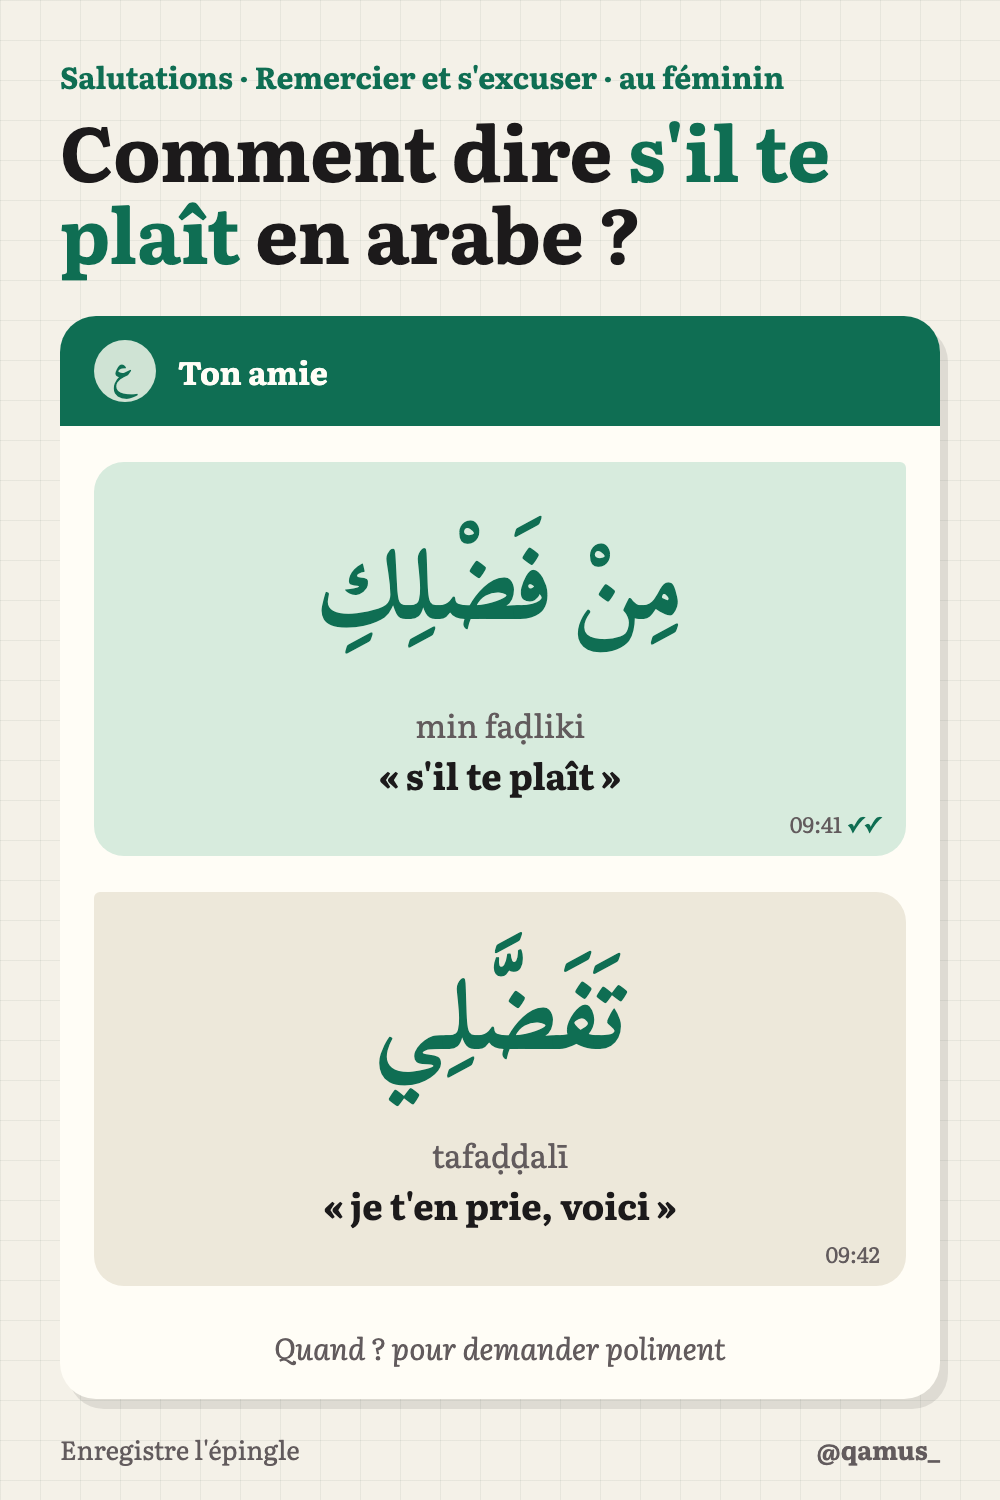 Salutations · Remercier et s'excuser · au féminin
Comment dire s'il te
plaît en arabe ?
ع
Ton amie
مِنْ فَضْلِكِ
min faḍliki
« s'il te plaît »
09:41 ✓✓
تَفَضَّلِي
tafaḍḍalī
« je t'en prie, voici »
09:42
Quand ? pour demander poliment
Enregistre l'épingle
@qamus_